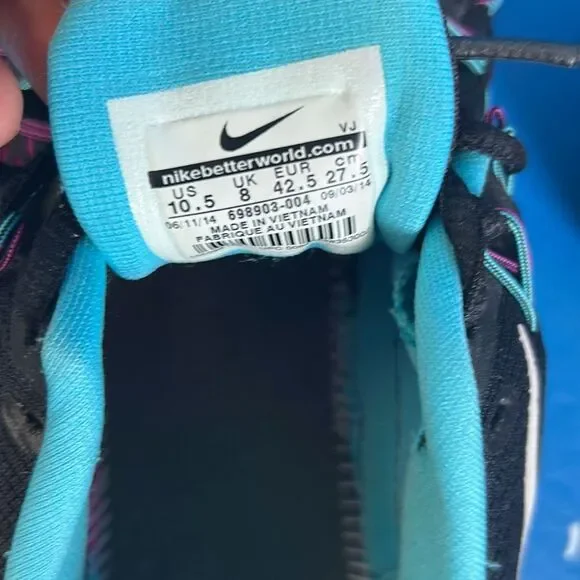 VJ
nikebetterworld.com
US UK EUR cm
10.5 8 42.5 27.5
06/11/14 698903-004 09/03/14
MADE IN VIETNAM
FABRIQUE AU VIETNAM